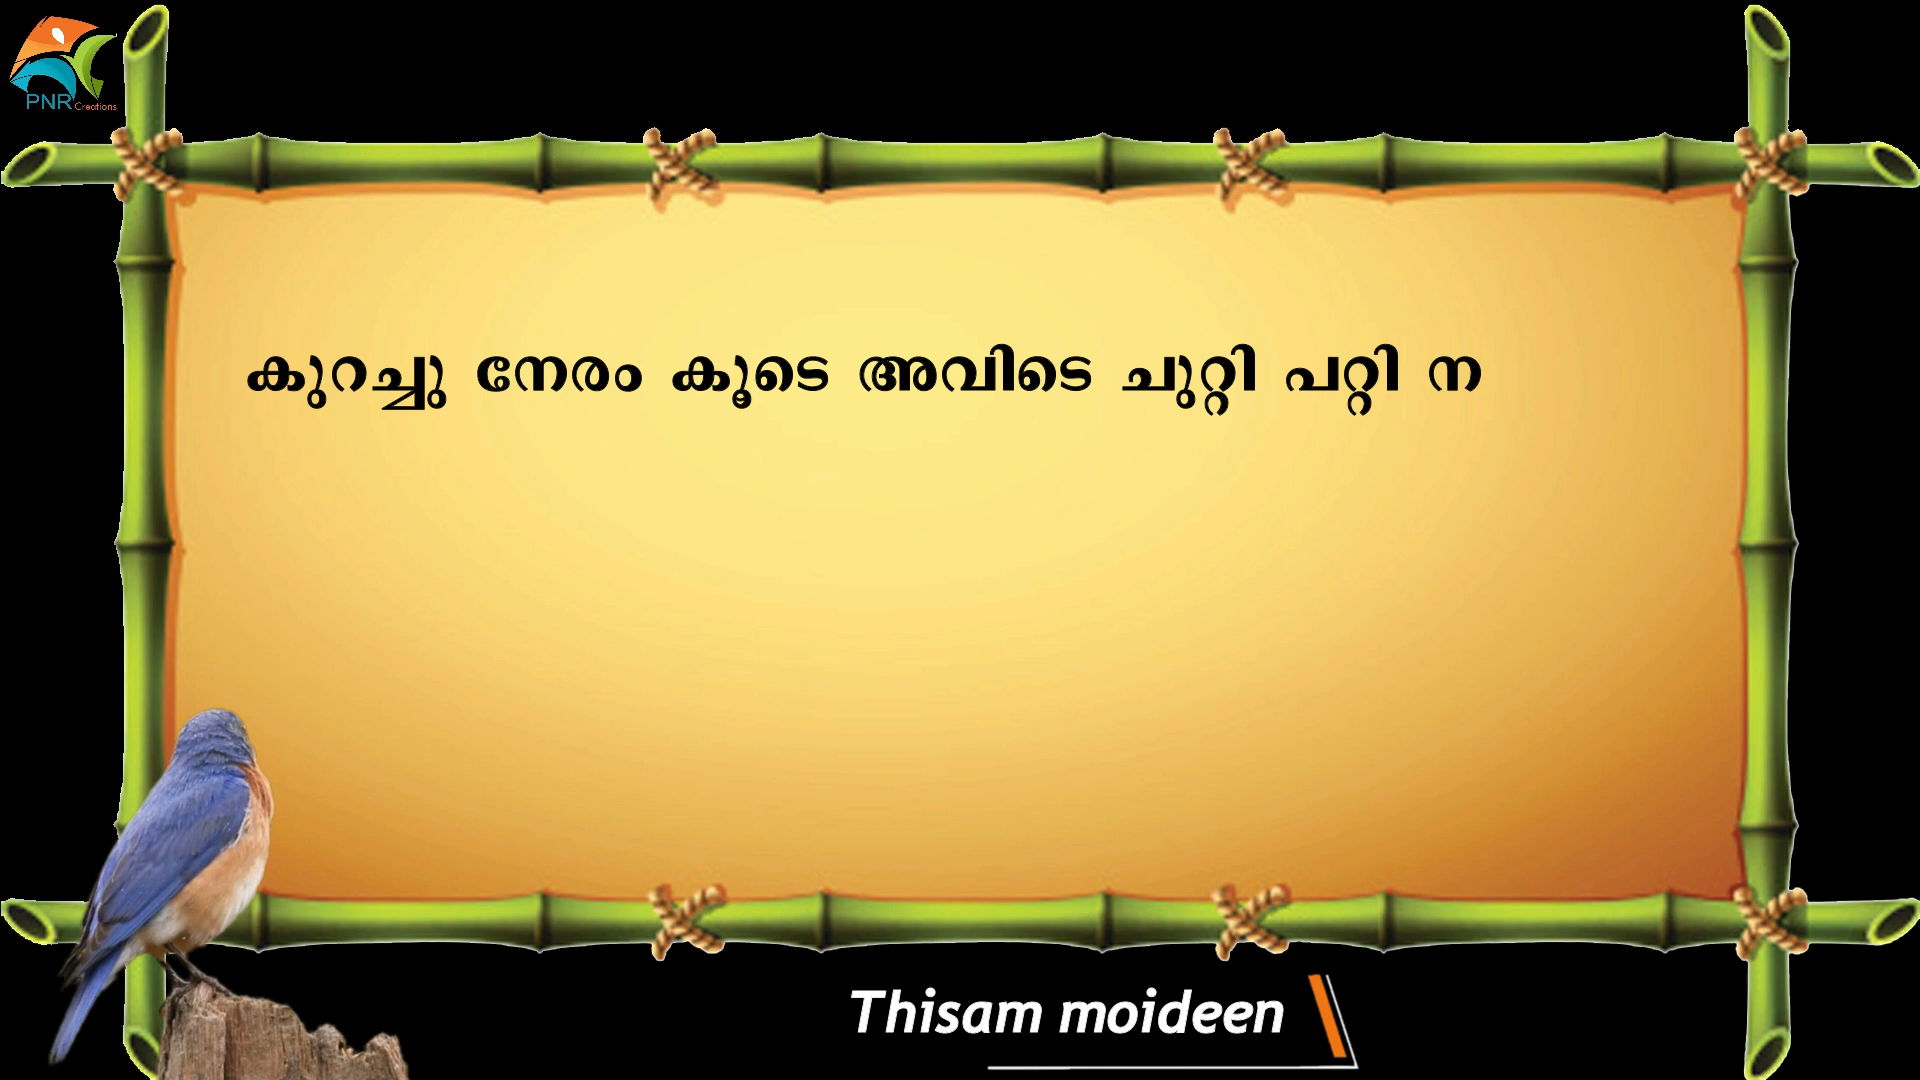 PNR Creations
കുറച്ചു നേരം കൂടെ അവിടെ ചുറ്റി പറ്റി ന
Thisam moideen